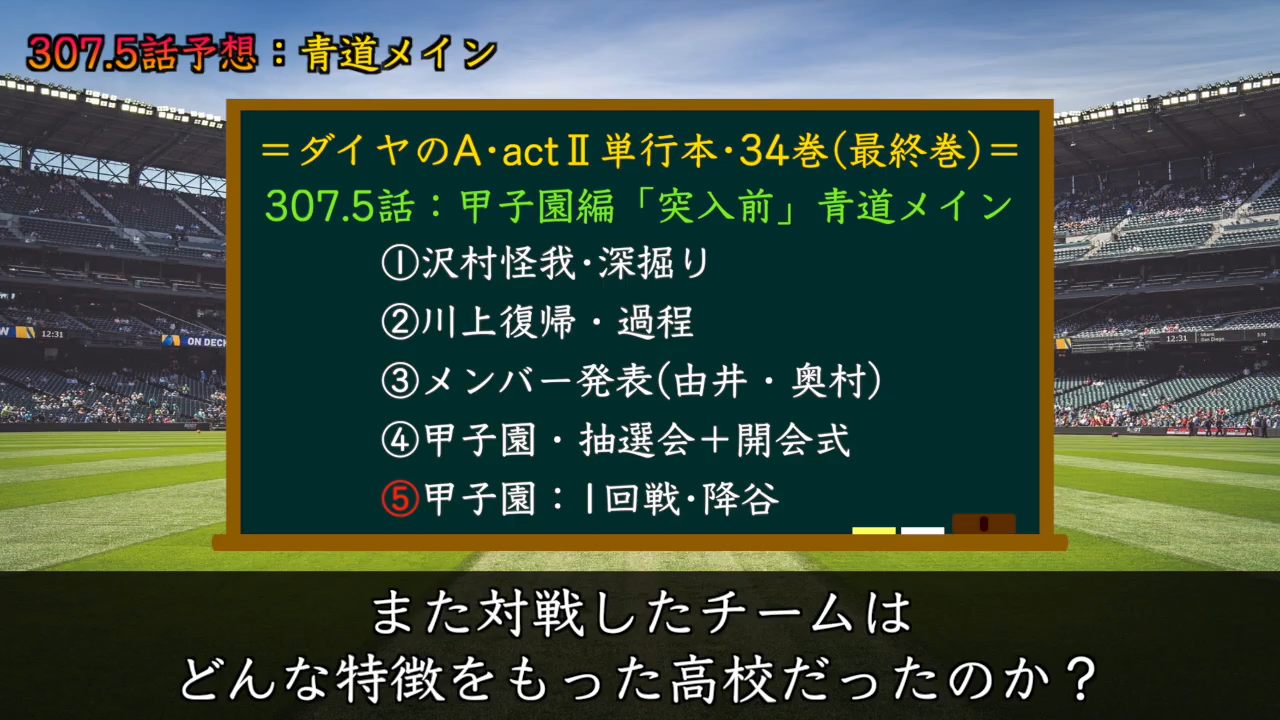 307.5話予想：青道メイン
＝ダイヤのA･actⅡ単行本･34巻(最終巻)＝
307.5話：甲子園編「突入前」青道メイン
①沢村怪我･深掘り
②川上復帰・過程
③メンバー発表(由井・奥村)
④甲子園・抽選会＋開会式
⑤甲子園：1回戦･降谷
12:31
ON DECK
12:31
また対戦したチームは
どんな特徴をもった高校だったのか？